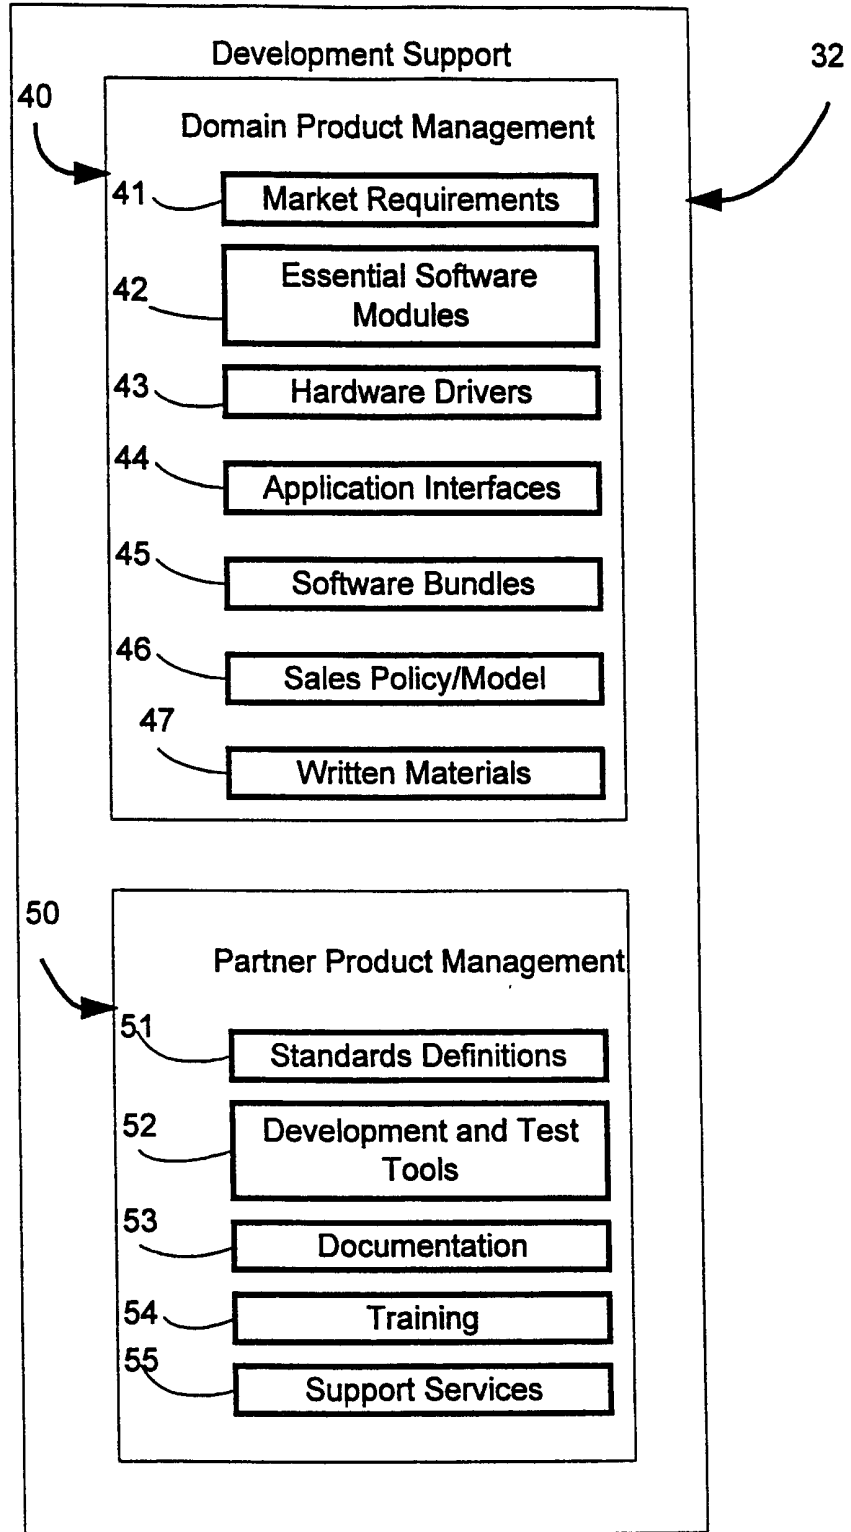 Development Support
32
40
Domain Product Management
41
Market Requirements
42
Essential Software
Modules
43
Hardware Drivers
44
Application Interfaces
45
Software Bundles
46
Sales Policy/Model
47
Written Materials
50
Partner Product Management
51
Standards Definitions
52
Development and Test
Tools
53
Documentation
54
Training
55
Support Services